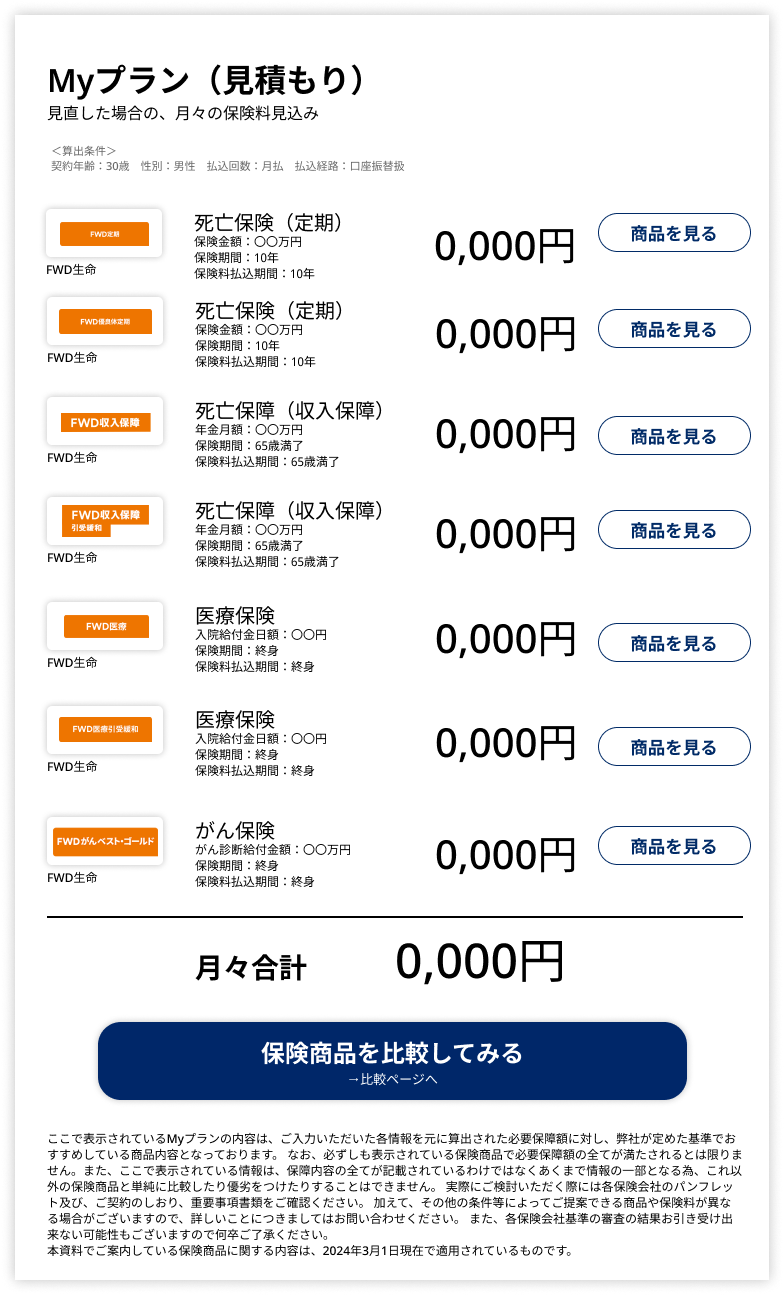 Myプラン（見積もり）
見直した場合の、月々の保険料見込み
＜算出条件＞
契約年齢：30歳　性別：男性　払込回数：月払　払込経路：口座振替扱
FWD定期
FWD生命
死亡保険（定期）
保険金額：〇〇万円
保険期間：10年
保険料払込期間：10年
0,000円
商品を見る
FWD優良体定期
FWD生命
死亡保険（定期）
保険金額：〇〇万円
保険期間：10年
保険料払込期間：10年
0,000円
商品を見る
FWD収入保障
FWD生命
死亡保障（収入保障）
年金月額：〇〇万円
保険期間：65歳満了
保険料払込期間：65歳満了
0,000円
商品を見る
FWD収入保障
引受緩和
FWD生命
死亡保障（収入保障）
年金月額：〇〇万円
保険期間：65歳満了
保険料払込期間：65歳満了
0,000円
商品を見る
FWD医療
FWD生命
医療保険
入院給付金日額：〇〇円
保険期間：終身
保険料払込期間：終身
0,000円
商品を見る
FWD医療引受緩和
FWD生命
医療保険
入院給付金日額：〇〇円
保険期間：終身
保険料払込期間：終身
0,000円
商品を見る
FWDがんベスト・ゴールド
FWD生命
がん保険
がん診断給付金額：〇〇万円
保険期間：終身
保険料払込期間：終身
0,000円
商品を見る
月々合計
0,000円
保険商品を比較してみる
→比較ページへ
ここで表示されているMyプランの内容は、ご入力いただいた各情報を元に算出された必要保障額に対し、弊社が定めた基準でお
すすめしている商品内容となっております。 なお、必ずしも表示されている保険商品で必要保障額の全てが満たされるとは限りま
せん。また、ここで表示されている情報は、保障内容の全てが記載されているわけではなくあくまで情報の一部となる為、これ以
外の保険商品と単純に比較したり優劣をつけたりすることはできません。 実際にご検討いただく際には各保険会社のパンフレッ
ト及び、ご契約のしおり、重要事項書類をご確認ください。 加えて、その他の条件等によってご提案できる商品や保険料が異な
る場合がございますので、詳しいことにつきましてはお問い合わせください。 また、各保険会社基準の審査の結果お引き受け出
来ない可能性もございますので何卒ご了承ください。
本資料でご案内している保険商品に関する内容は、2024年3月1日現在で適用されているものです。